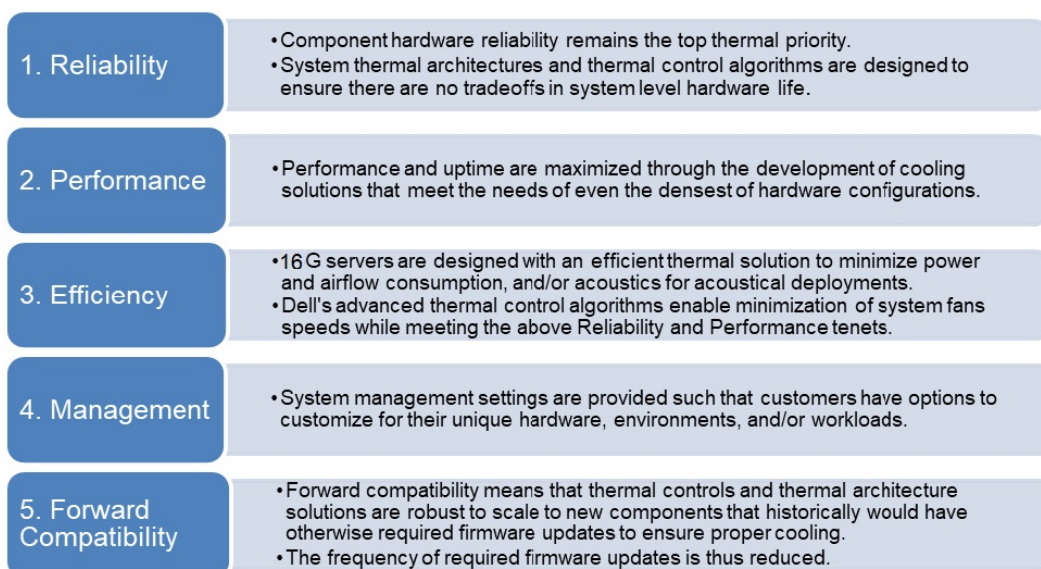 1. Reliability
•Component hardware reliability remains the top thermal priority.
•System thermal architectures and thermal control algorithms are designed to
ensure there are no tradeoffs in system level hardware life.
2. Performance
•Performance and uptime are maximized through the development of cooling
solutions that meet the needs of even the densest of hardware configurations.
3. Efficiency
•16G servers are designed with an efficient thermal solution to minimize power
and airflow consumption, and/or acoustics for acoustical deployments.
•Dell's advanced thermal control algorithms enable minimization of system fans
speeds while meeting the above Reliability and Performance tenets.
4. Management
•System management settings are provided such that customers have options to
customize for their unique hardware, environments, and/or workloads.
5. Forward
Compatibility
•Forward compatibility means that thermal controls and thermal architecture
solutions are robust to scale to new components that historically would have
otherwise required firmware updates to ensure proper cooling.
•The frequency of required firmware updates is thus reduced.